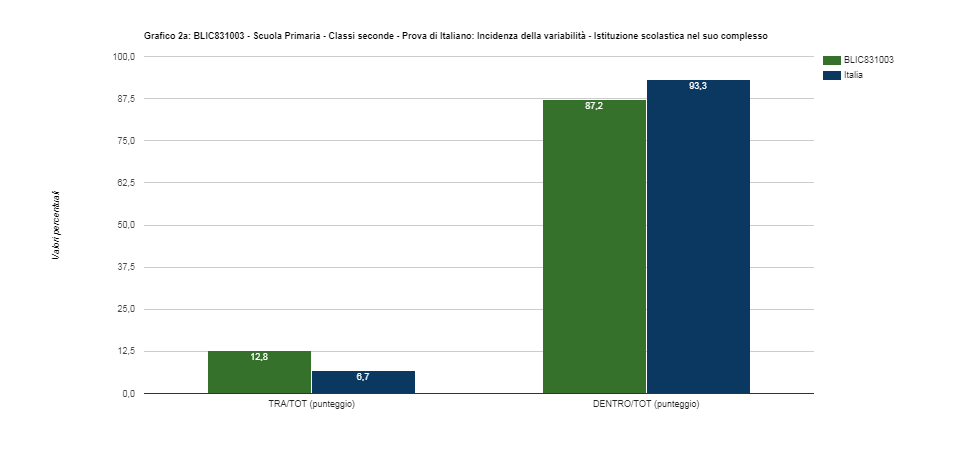 Grafico 2a: BLIC831003 - Scuola Primaria - Classi seconde - Prova di Italiano: Incidenza della variabilità - Istituzione scolastica nel suo complesso
BLIC831003
Italia
Valori percentuali
100,0
87,5
75,0
62,5
50,0
37,5
25,0
12,5
0,0
12,8
6,7
87,2
93,3
TRA/TOT (punteggio)
DENTRO/TOT (punteggio)